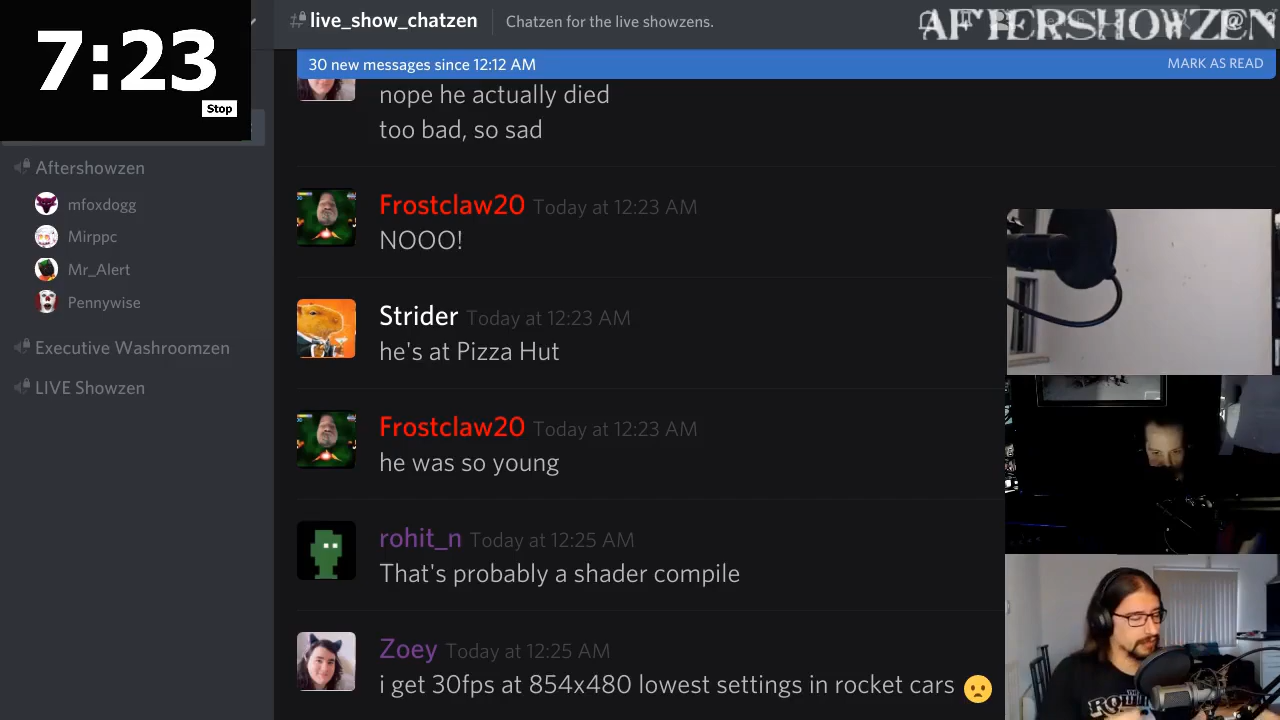 7:23
Stop
live_show_chatzen
Chatzen for the live showzens.
AFTERSHOWZEN
30 new messages since 12:12 AM
MARK AS READ
nope he actually died
too bad, so sad
Aftershowzen
mfoxdogg
Mirppc
Mr_Alert
Pennywise
Executive Washroomzen
LIVE Showzen
Frostclaw20 Today at 12:23 AM
NOOO!
Strider Today at 12:23 AM
he's at Pizza Hut
Frostclaw20 Today at 12:23 AM
he was so young
rohit_n Today at 12:25 AM
That's probably a shader compile
Zoey Today at 12:25 AM
i get 30fps at 854x480 lowest settings in rocket cars